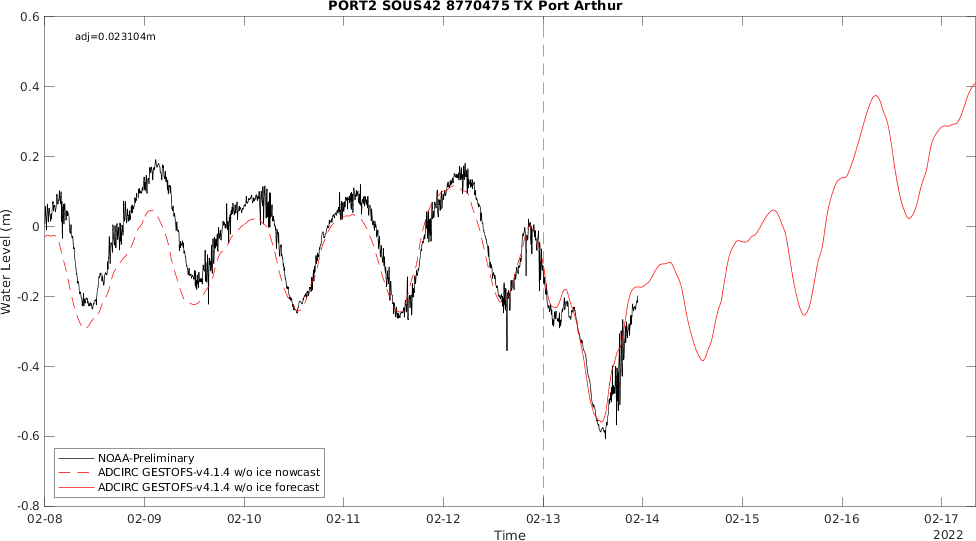 PORT2 SOUS42 8770475 TX Port Arthur
adj=0.023104m
0.6
0.4
0.2
0
-0.2
-0.4
-0.6
-0.8
Water Level (m)
NOAA-Preliminary
ADCIRC GESTOFS-v4.1.4 w/o ice nowcast
ADCIRC GESTOFS-v4.1.4 w/o ice forecast
02-08 02-09 02-10 02-11 02-12 02-13 02-14 02-15 02-16 02-17
Time
2022